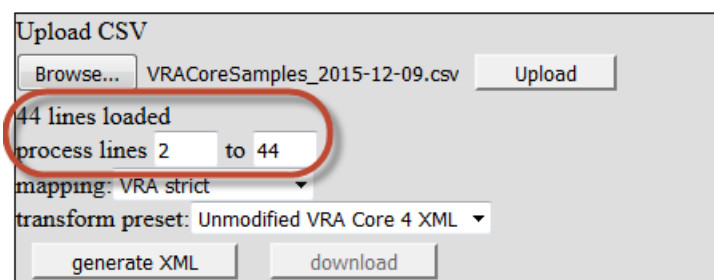 Upload CSV
Browse... VRACoreSamples_2015-12-09.csv Upload
44 lines loaded
process lines 2 to 44
mapping: VRA strict
transform preset: Unmodified VRA Core 4 XML
generate XML download